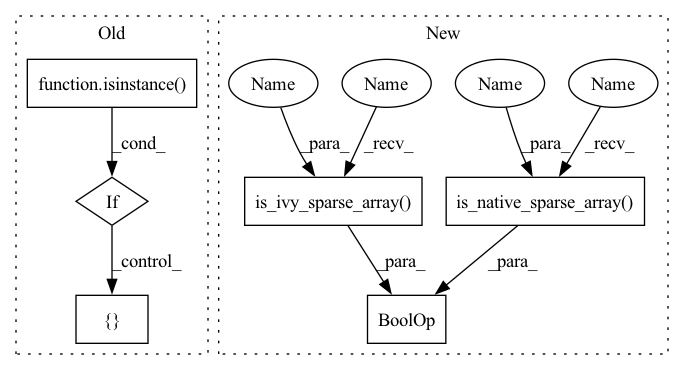 Old
New
function.isinstance()
Name
Name
Name
Name
_cond_
_para_
_recv_
_para_
_recv_
If
is_ivy_sparse_array()
is_native_sparse_array()
_control_
_para_
_para_
{}
BoolOp